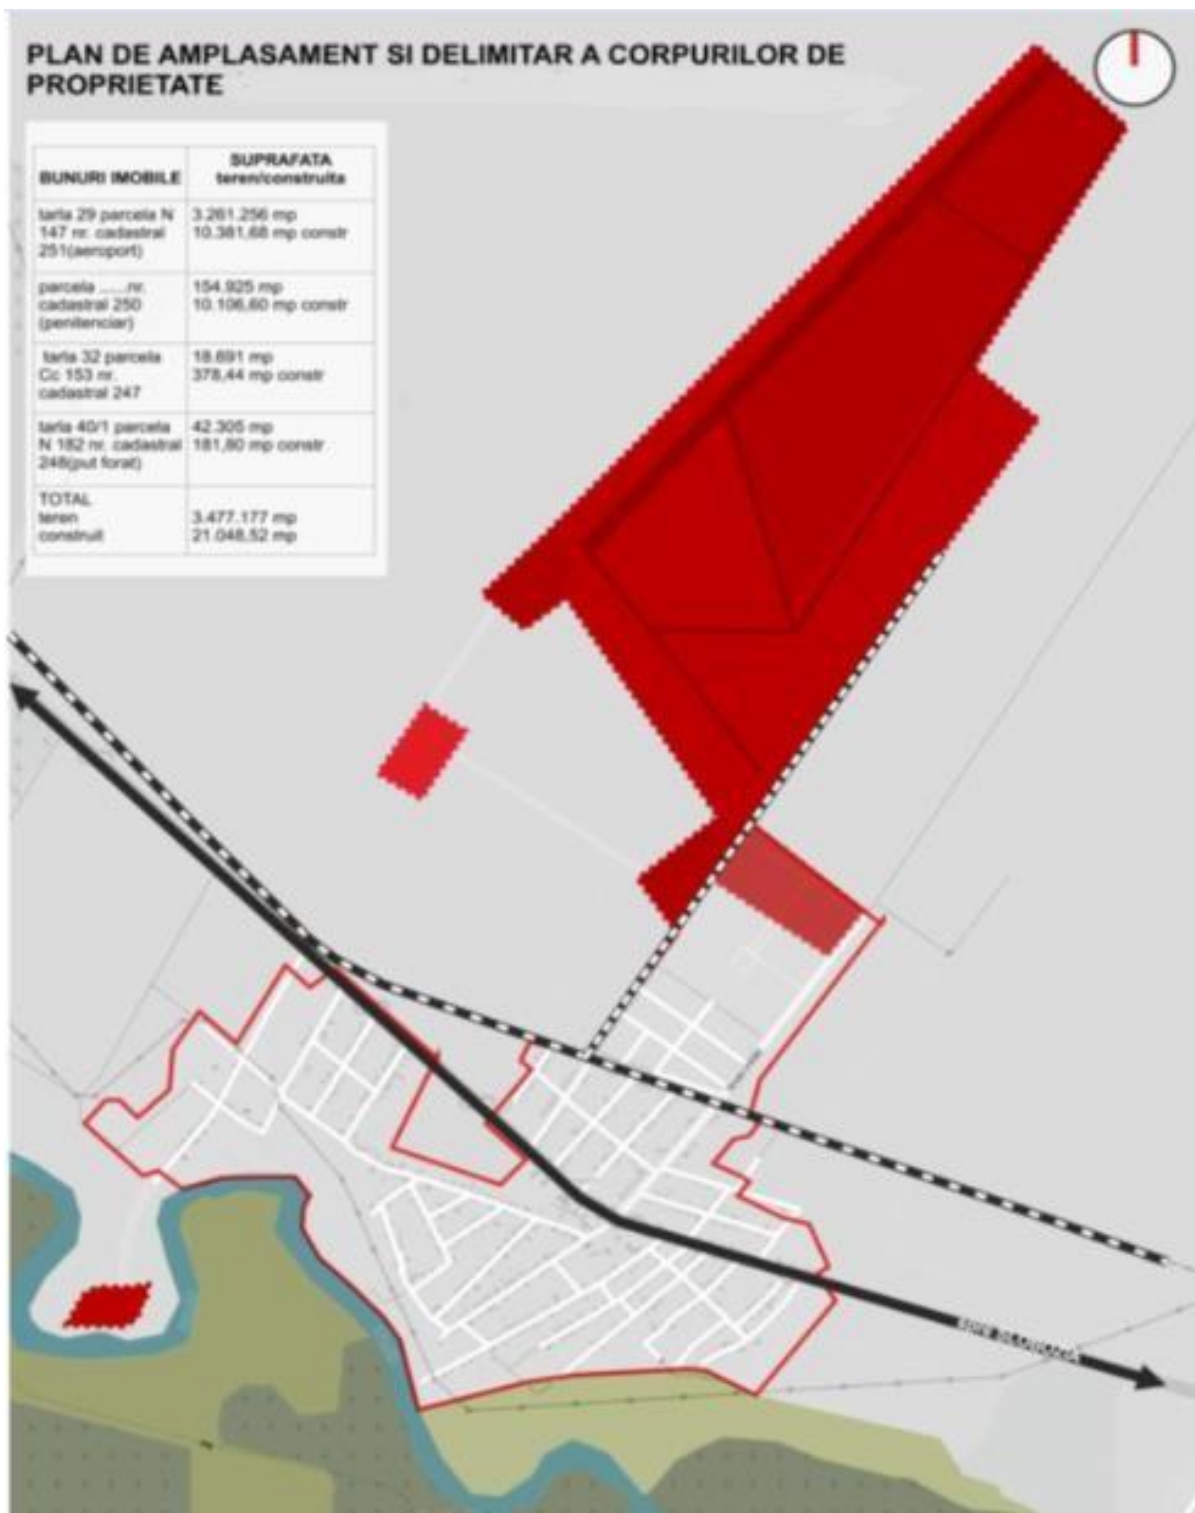 PLAN DE AMPLASAMENT SI DELIMITAR A CORPURILOR DE
PROPRIETATE
BUNURI IMOBILE
SUPRAFATA
teren/construita
tarla 29 parcela N
147 nr. cadastral
251(aeroport)
3.261.256 mp
10.381,68 mp constr
parcela ......nr.
cadastral 250
(penitenciar)
154.925 mp
10.106,60 mp constr
tarla 32 parcela
Cc 153 nr.
cadastral 247
18.691 mp
378,44 mp constr
tarla 40/1 parcela
N 182 nr. cadastral
248(put forat)
42.305 mp
181,80 mp constr
TOTAL
teren
construit
3.477.177 mp
21.048,52 mp
spre SLOBOZIA